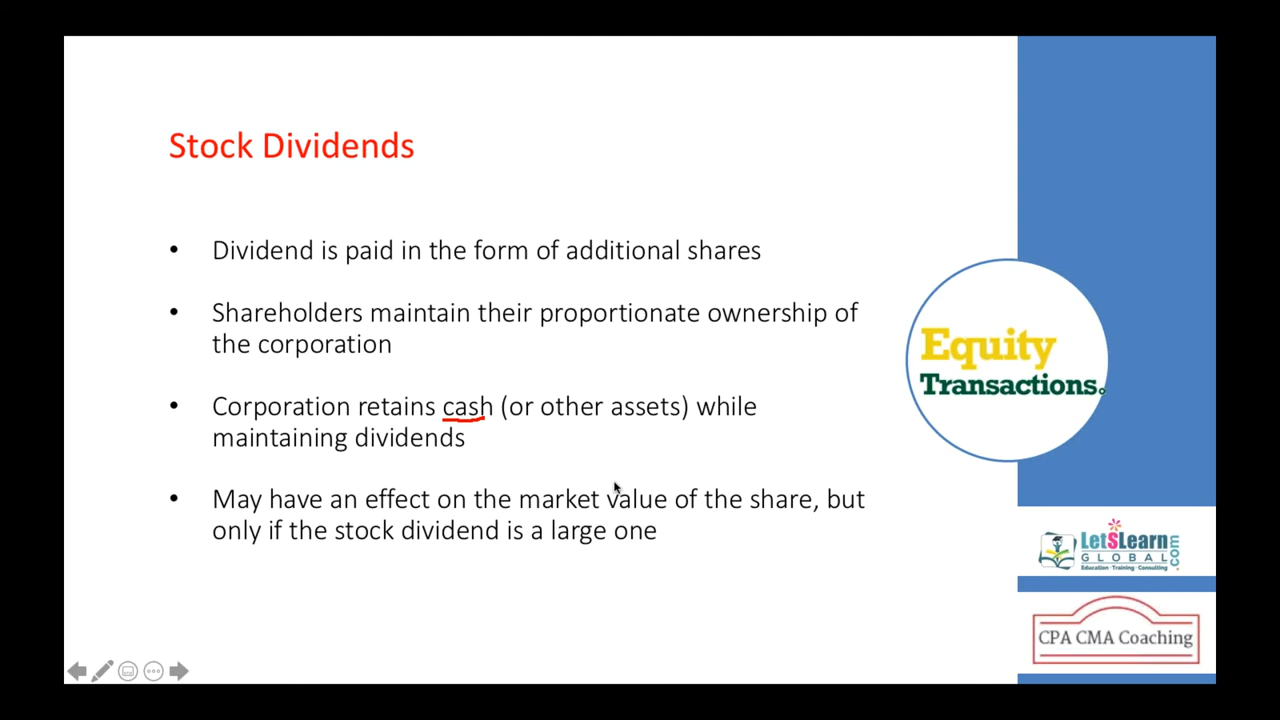 Stock Dividends
• Dividend is paid in the form of additional shares
• Shareholders maintain their proportionate ownership of
the corporation
• Corporation retains cash (or other assets) while
maintaining dividends
• May have an effect on the market value of the share, but
only if the stock dividend is a large one
Equity
Transactions.
LetSLearn
GLOBAL
.com
Education • Training • Consulting
CPA CMA Coaching